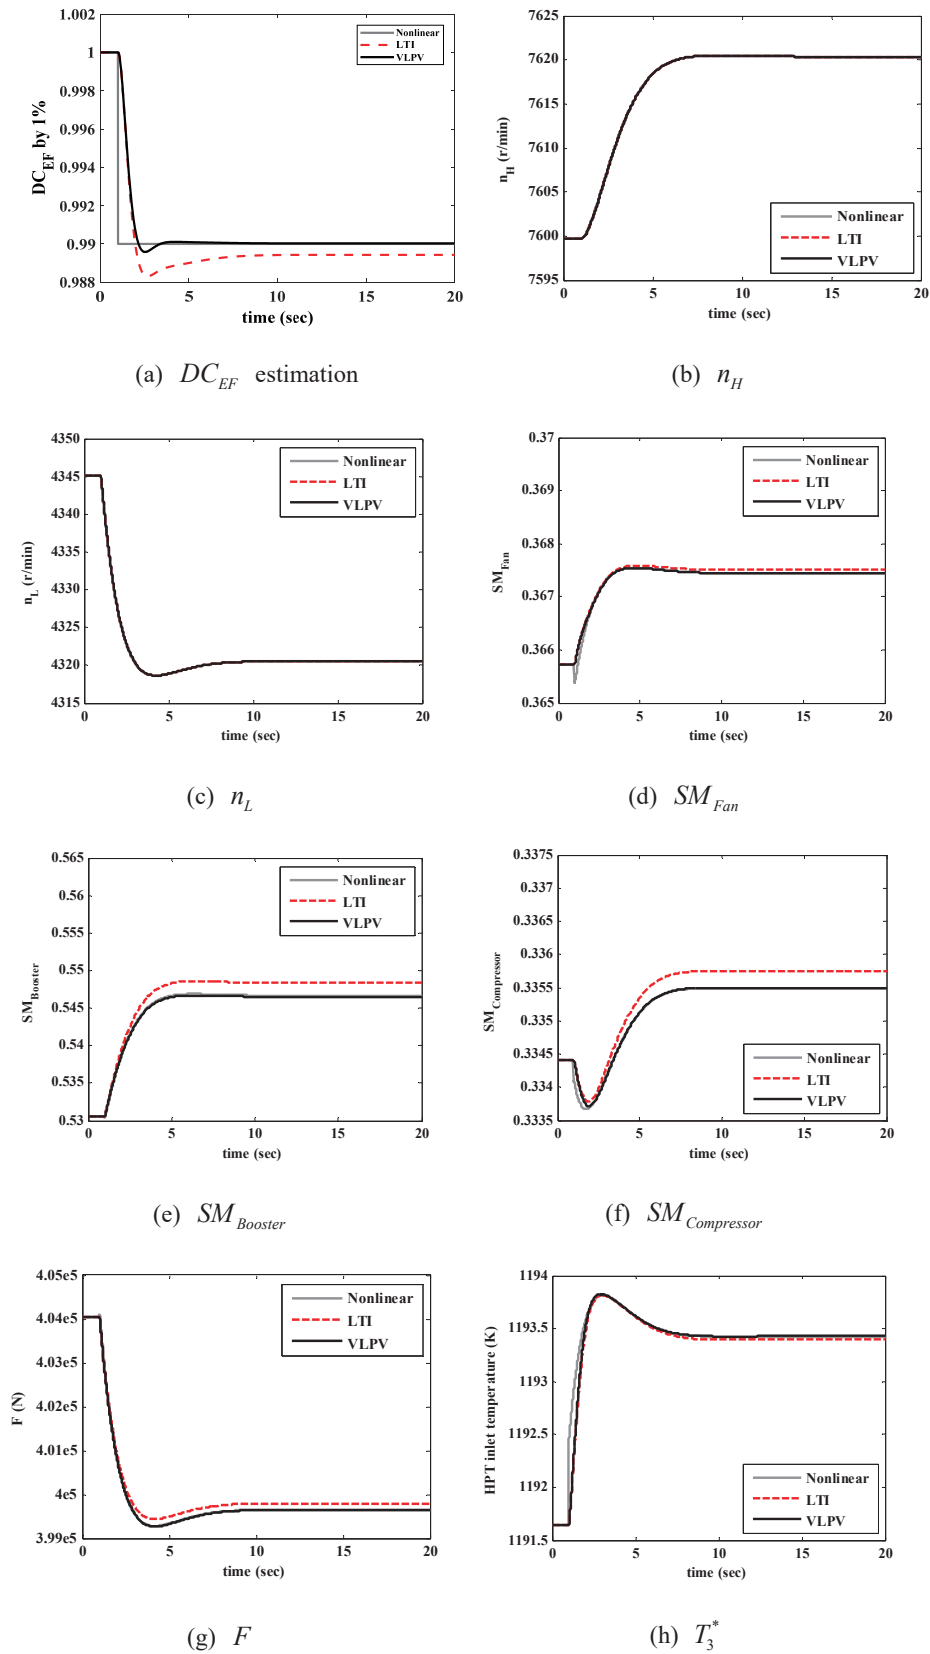 1.002
1
0.998
0.996
0.994
0.992
0.99
0.988
DC_EF by 1%
Nonlinear
LTI
VLPV
0 5 10 15 20
time (sec)
(a) DC_EF estimation
7625
7620
7615
7610
7605
7600
7595
n_H (r/min)
Nonlinear
LTI
VLPV
0 5 10 15 20
time (sec)
(b) n_H
4350
4345
4340
4335
4330
4325
4320
4315
n_L (r/min)
Nonlinear
LTI
VLPV
0 5 10 15 20
time (sec)
(c) n_L
0.37
0.369
0.368
0.367
0.366
0.365
SM_Fan
Nonlinear
LTI
VLPV
0 5 10 15 20
time (sec)
(d) SM_Fan
0.565
0.56
0.555
0.55
0.545
0.54
0.535
0.53
SM_Booster
Nonlinear
LTI
VLPV
0 5 10 15 20
time (sec)
(e) SM_Booster
0.3375
0.337
0.3365
0.336
0.3355
0.335
0.3345
0.334
0.3335
SM_Compressor
Nonlinear
LTI
VLPV
0 5 10 15 20
time (sec)
(f) SM_Compressor
4.05e5
4.04e5
4.03e5
4.02e5
4.01e5
4e5
3.99e5
F (N)
Nonlinear
LTI
VLPV
0 5 10 15 20
time (sec)
(g) F
1194
1193.5
1193
1192.5
1192
1191.5
HPT inlet temperature (K)
Nonlinear
LTI
VLPV
0 5 10 15 20
time (sec)
(h) T_3^*